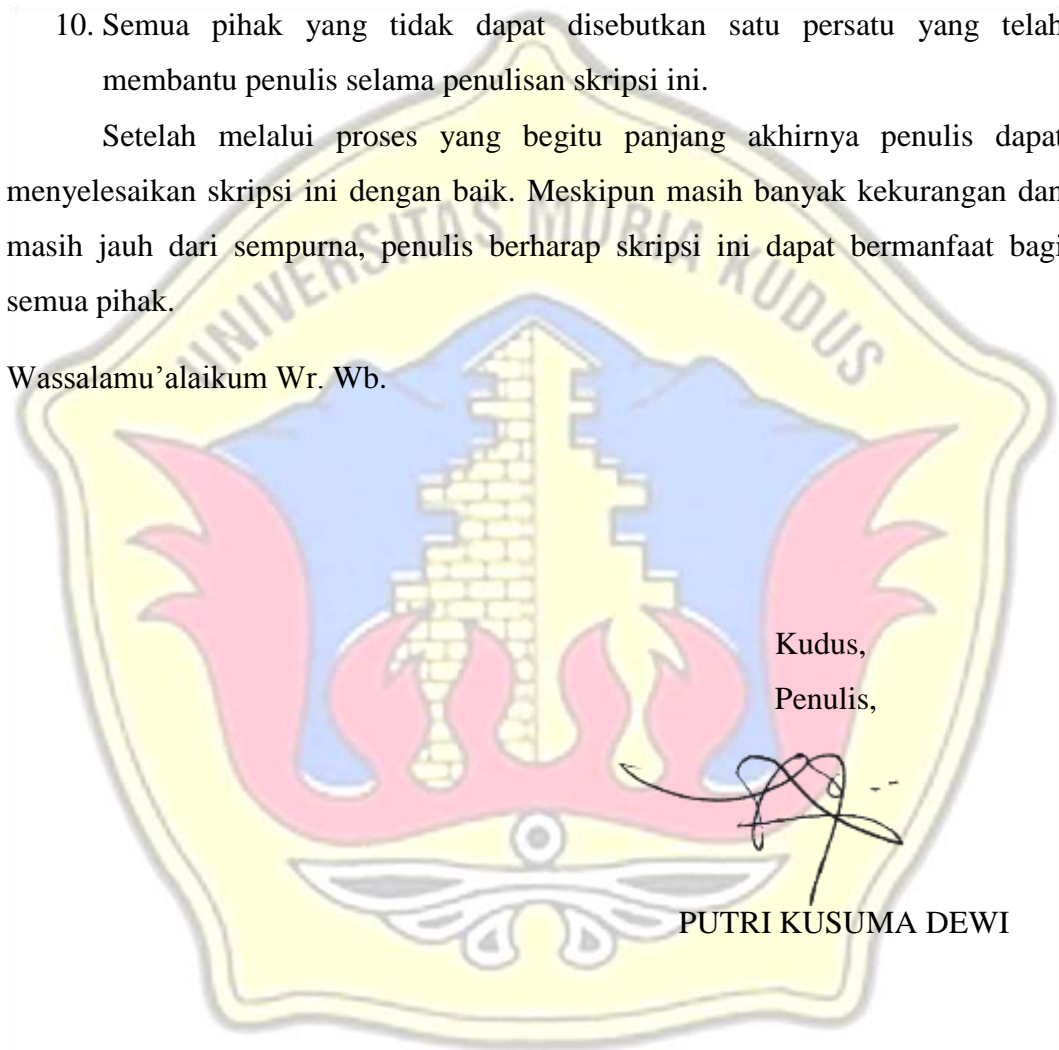 10. Semua pihak yang tidak dapat disebutkan satu persatu yang telah
membantu penulis selama penulisan skripsi ini.
Setelah melalui proses yang begitu panjang akhirnya penulis dapat
menyelesaikan skripsi ini dengan baik. Meskipun masih banyak kekurangan dan
masih jauh dari sempurna, penulis berharap skripsi ini dapat bermanfaat bagi
semua pihak.
UNIVERSITAS MURIA KUDUS
Wassalamu’alaikum Wr. Wb.
Kudus,
Penulis,
PUTRI KUSUMA DEWI